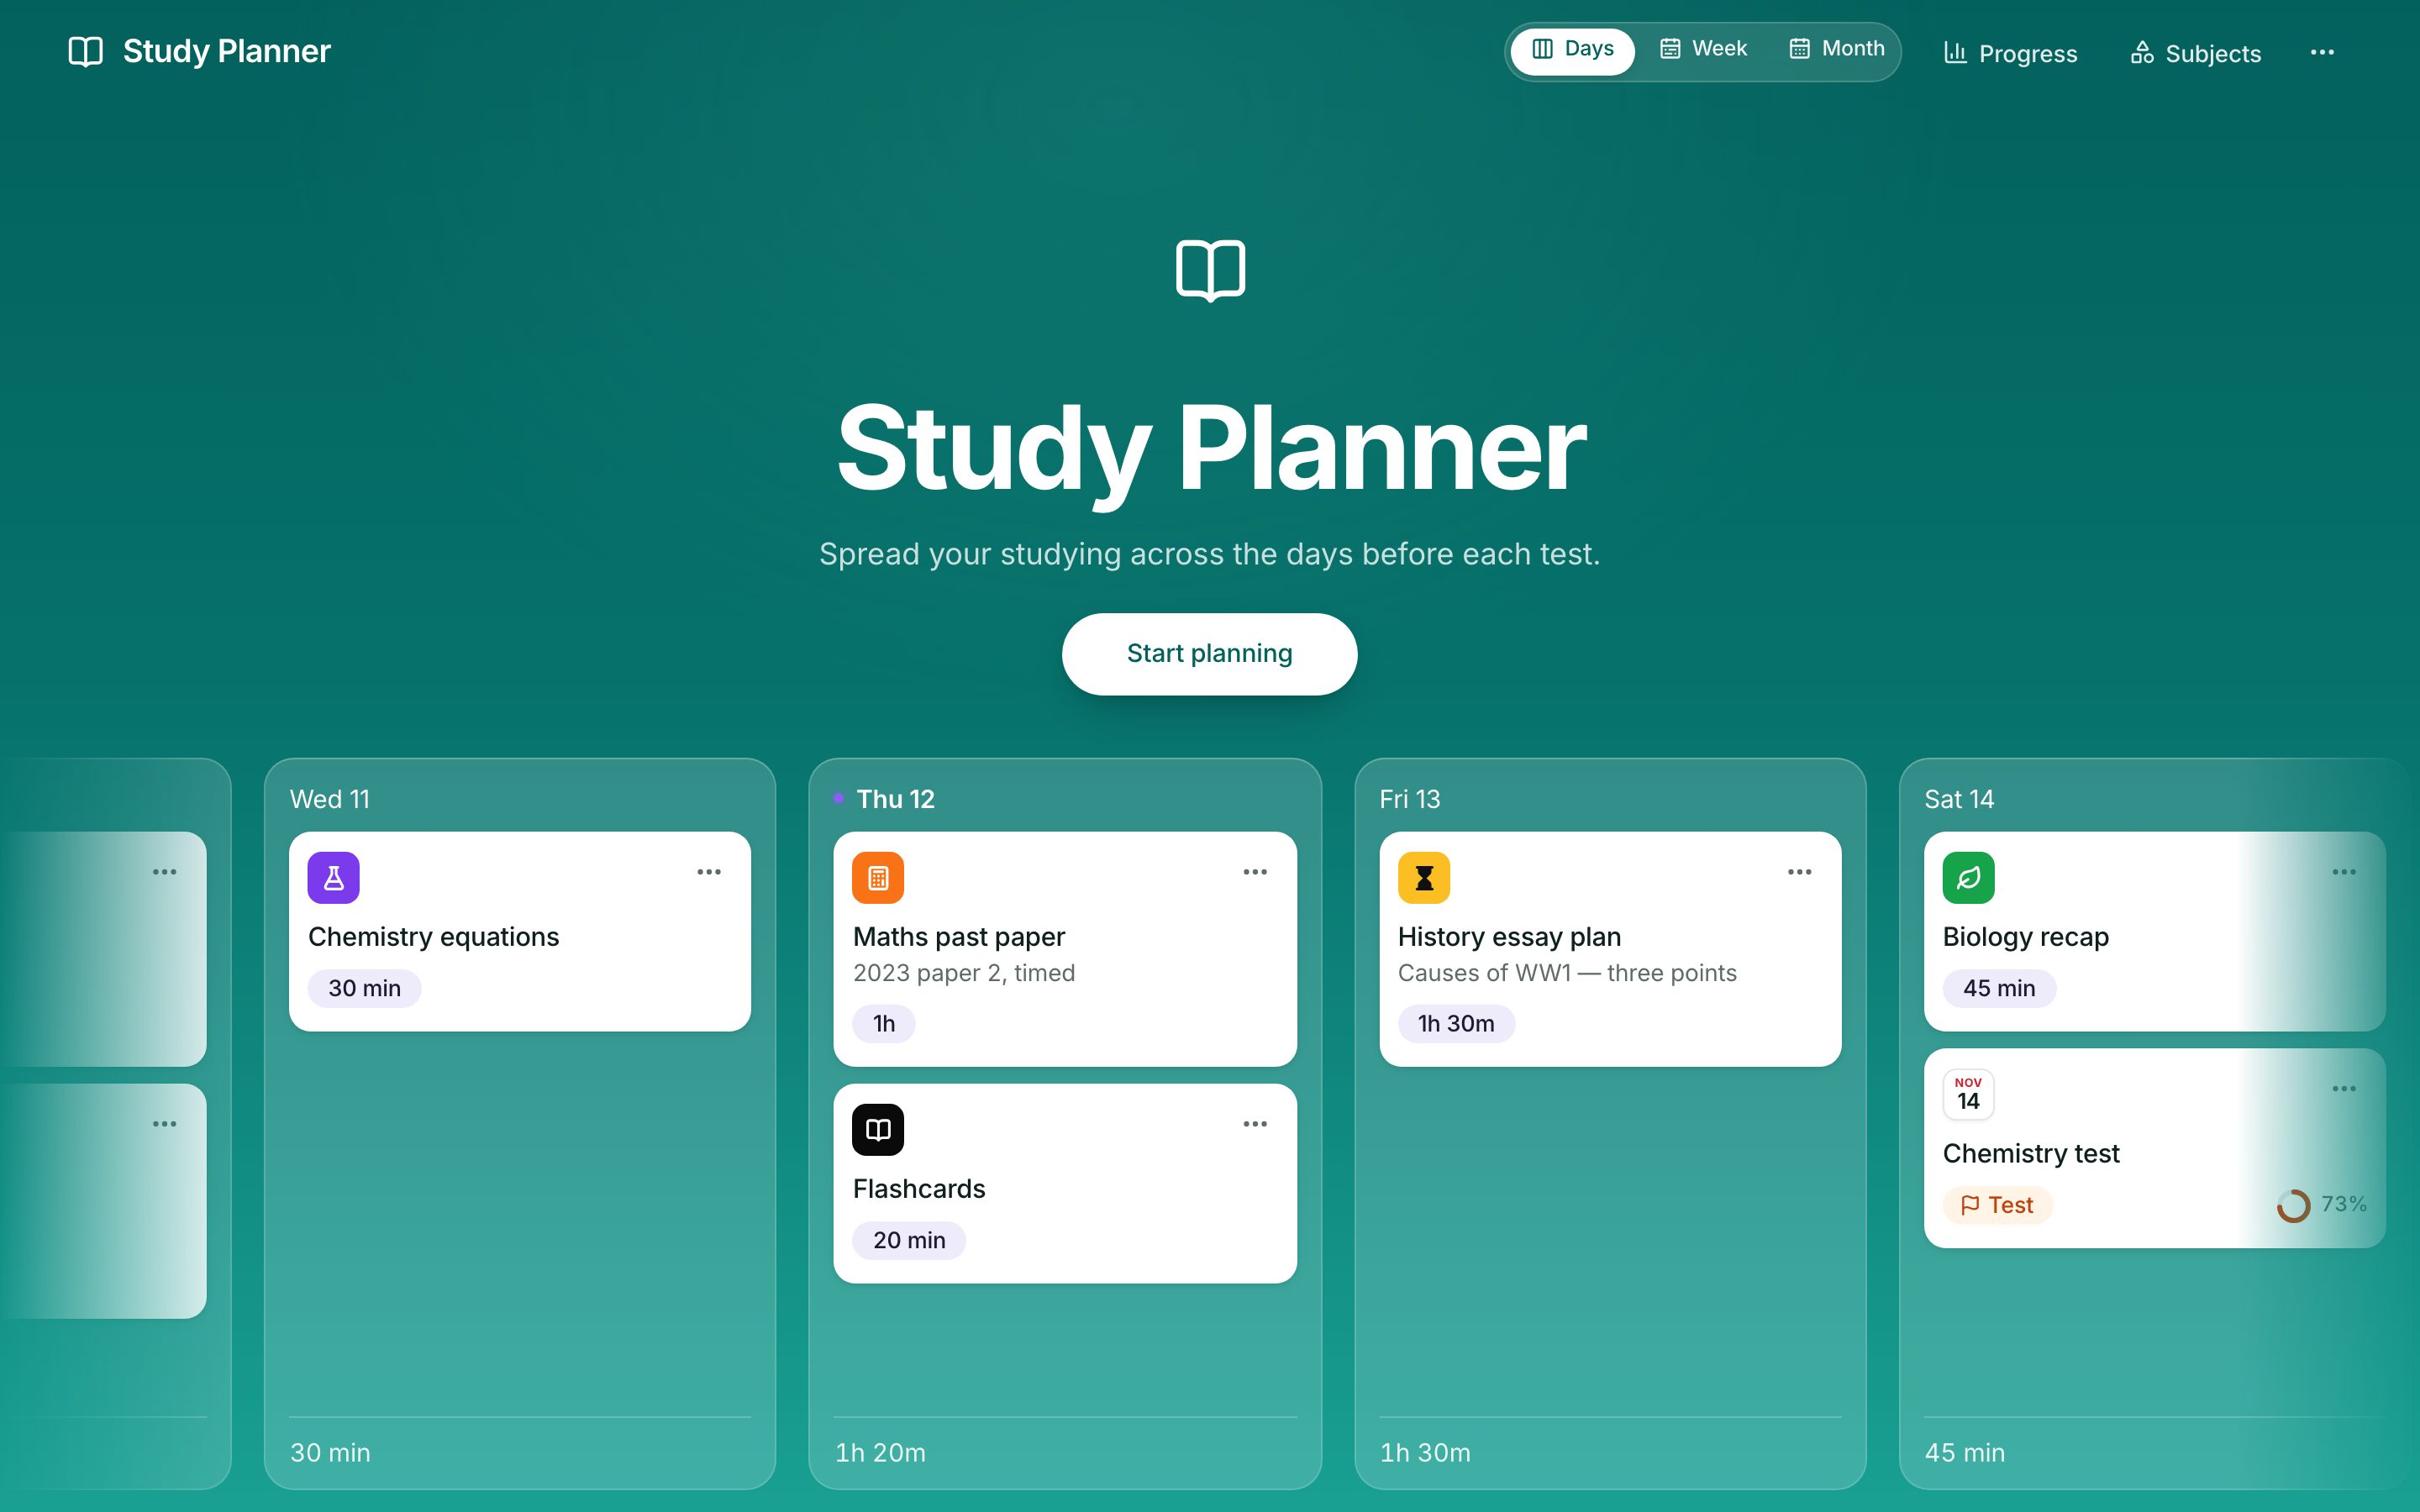 Study Planner
Days
Week
Month
Progress
Subjects
Study Planner
Spread your studying across the days before each test.
Start planning
Wed 11
Chemistry equations
30 min
30 min
Thu 12
Maths past paper
2023 paper 2, timed
1h
Flashcards
20 min
1h 20m
Fri 13
History essay plan
Causes of WW1 — three points
1h 30m
1h 30m
Sat 14
Biology recap
45 min
NOV
14
Chemistry test
Test
73%
45 min